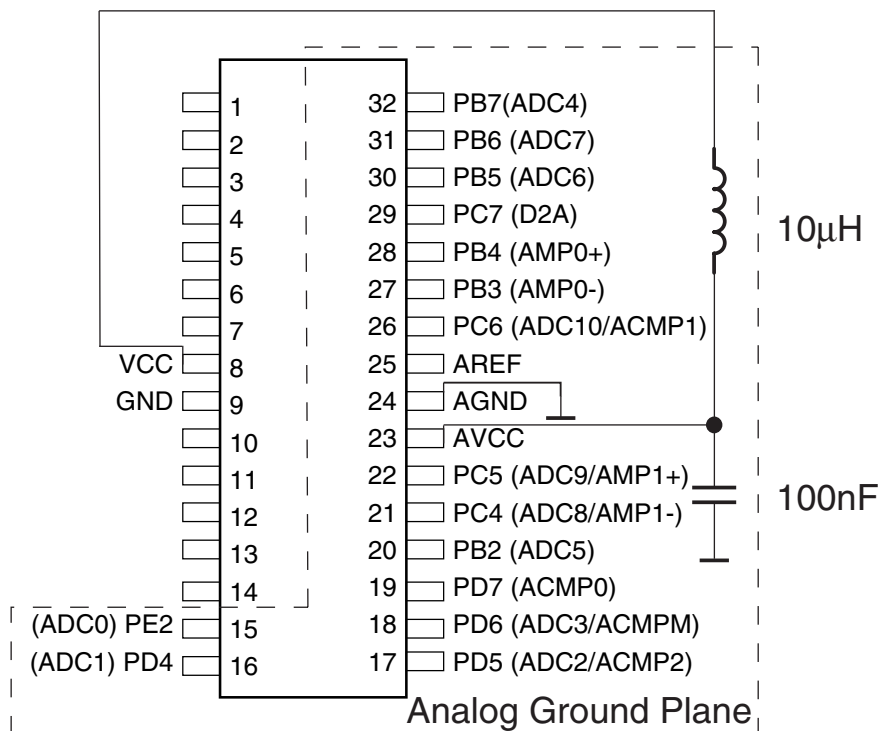 1 32 PB7(ADC4)
2 31 PB6 (ADC7)
3 30 PB5 (ADC6)
4 29 PC7 (D2A)
5 28 PB4 (AMP0+)
6 27 PB3 (AMP0-)
7 26 PC6 (ADC10/ACMP1)
VCC 8 25 AREF
GND 9 24 AGND
10 23 AVCC
11 22 PC5 (ADC9/AMP1+)
12 21 PC4 (ADC8/AMP1-)
13 20 PB2 (ADC5)
14 19 PD7 (ACMP0)
(ADC0) PE2 15 18 PD6 (ADC3/ACMPM)
(ADC1) PD4 16 17 PD5 (ADC2/ACMP2)
10μH
100nF
Analog Ground Plane